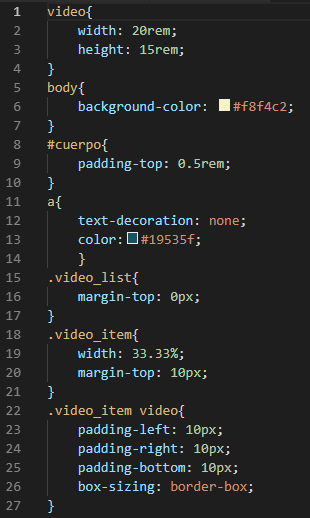 1 video{
2     width: 20rem;
3     height: 15rem;
4 }
5 body{
6     background-color: #f8f4c2;
7 }
8 #cuerpo{
9     padding-top: 0.5rem;
10 }
11 a{
12     text-decoration: none;
13     color:#19535f;
14     }
15 .video_list{
16     margin-top: 0px;
17 }
18 .video_item{
19     width: 33.33%;
20     margin-top: 10px;
21 }
22 .video_item video{
23     padding-left: 10px;
24     padding-right: 10px;
25     padding-bottom: 10px;
26     box-sizing: border-box;
27 }